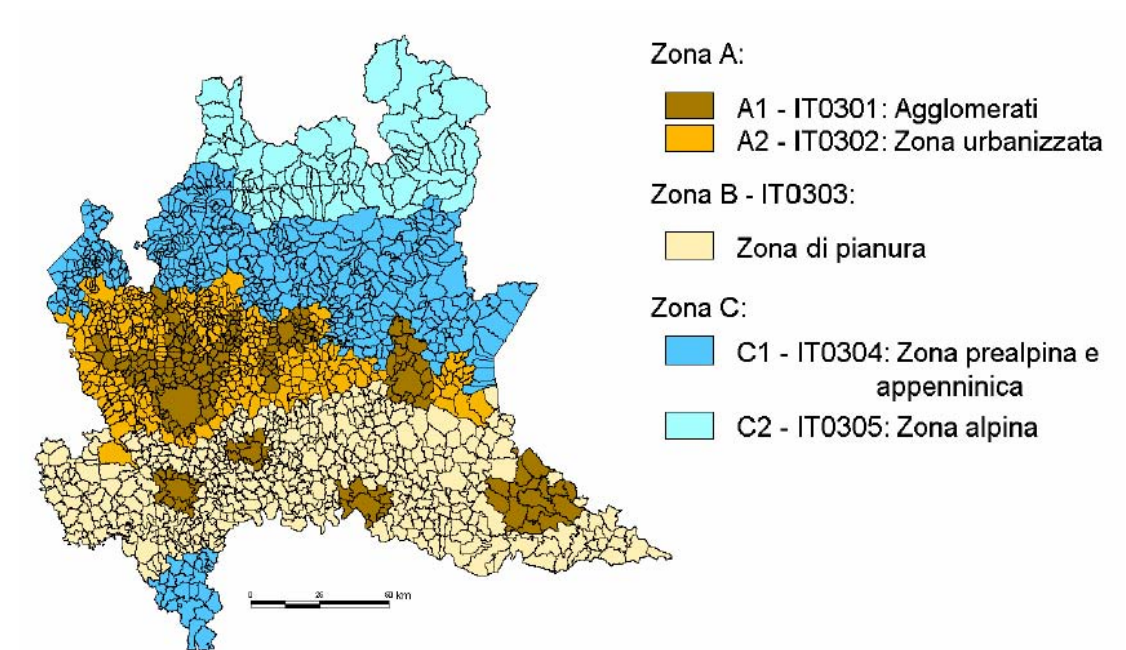 Zona A:
A1 - IT0301: Agglomerati
A2 - IT0302: Zona urbanizzata
Zona B - IT0303:
Zona di pianura
Zona C:
C1 - IT0304: Zona prealpina e
appenninica
C2 - IT0305: Zona alpina
0 km